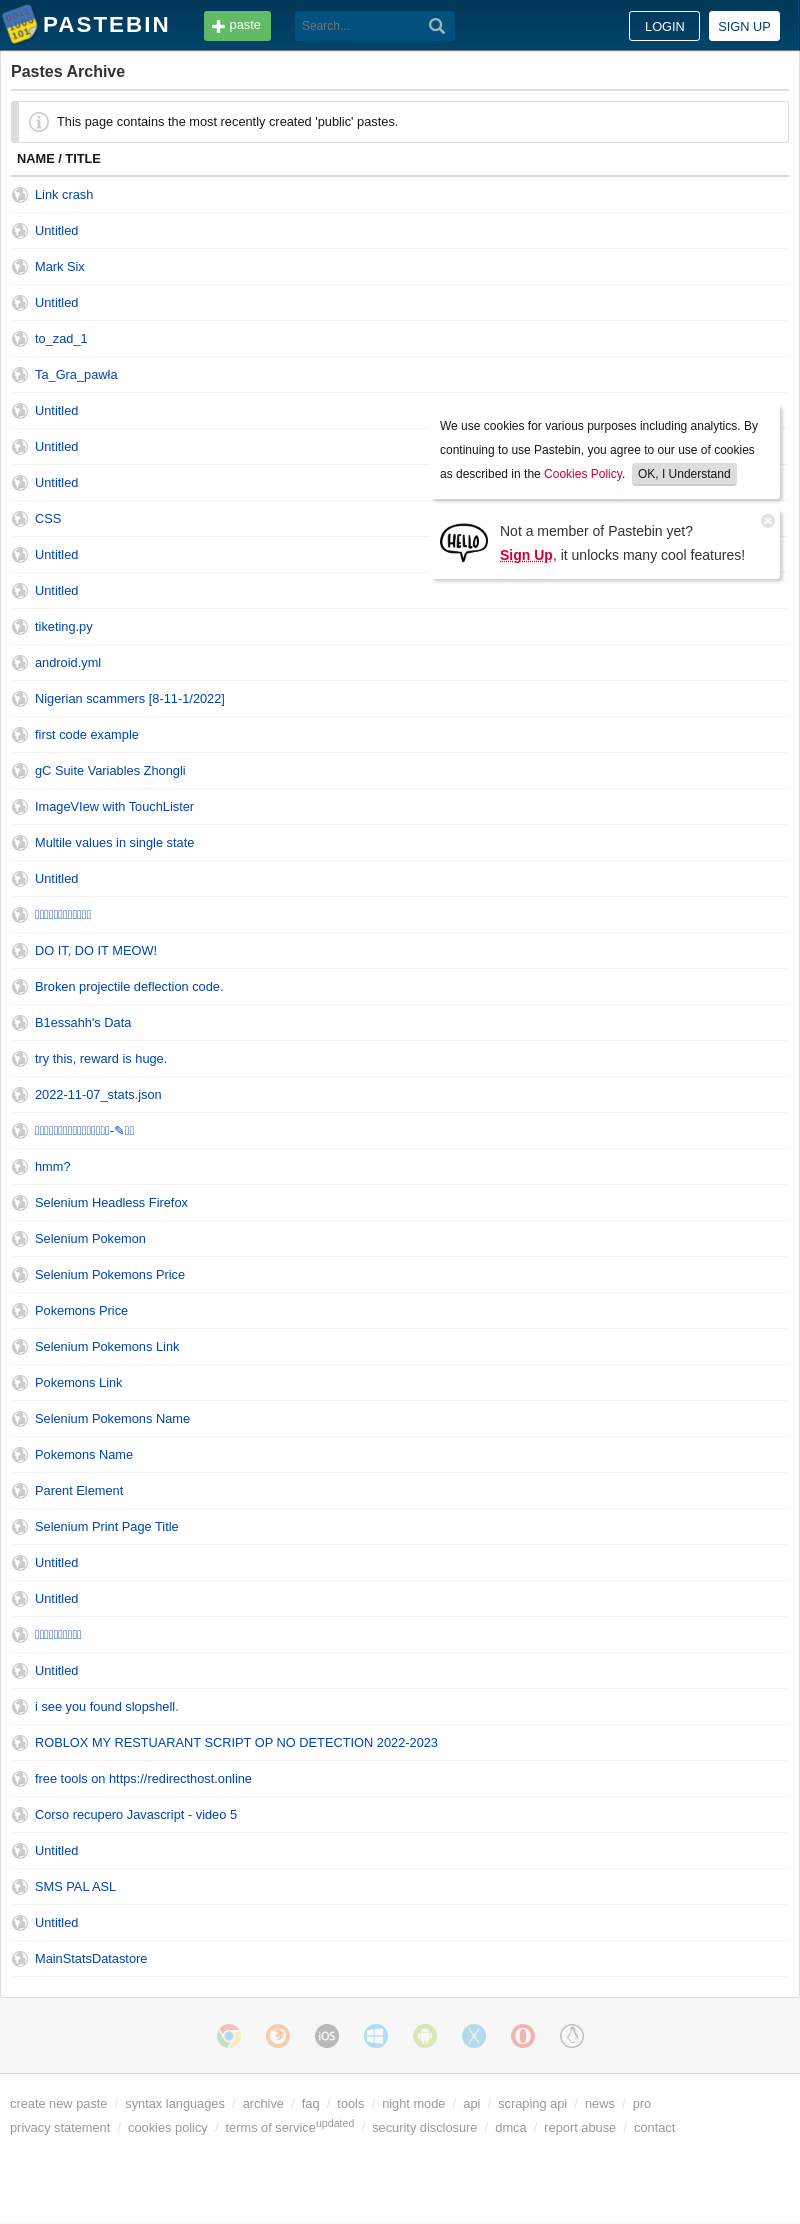 PASTEBIN
paste
Search...
LOGIN
SIGN UP
Pastes Archive
This page contains the most recently created 'public' pastes.
NAME / TITLE
Link crash
Untitled
Mark Six
Untitled
to_zad_1
Ta_Gra_pawła
Untitled
Untitled
Untitled
CSS
Untitled
Untitled
We use cookies for various purposes including analytics. By
continuing to use Pastebin, you agree to our use of cookies
as described in the Cookies Policy. OK, I Understand
HELLO
Not a member of Pastebin yet?
Sign Up, it unlocks many cool features!
tiketing.py
android.yml
Nigerian scammers [8-11-1/2022]
first code example
gC Suite Variables Zhongli
ImageVIew with TouchLister
Multile values in single state
Untitled
DO IT, DO IT MEOW!
Broken projectile deflection code.
B1essahh's Data
try this, reward is huge.
2022-11-07_stats.json
hmm?
Selenium Headless Firefox
Selenium Pokemon
Selenium Pokemons Price
Pokemons Price
Selenium Pokemons Link
Pokemons Link
Selenium Pokemons Name
Pokemons Name
Parent Element
Selenium Print Page Title
Untitled
Untitled
Untitled
i see you found slopshell.
ROBLOX MY RESTUARANT SCRIPT OP NO DETECTION 2022-2023
free tools on https://redirecthost.online
Corso recupero Javascript - video 5
Untitled
SMS PAL ASL
Untitled
MainStatsDatastore
iOS
create new paste / syntax languages / archive / faq / tools / night mode / api / scraping api / news / pro
privacy statement / cookies policy / terms of service updated / security disclosure / dmca / report abuse / contact